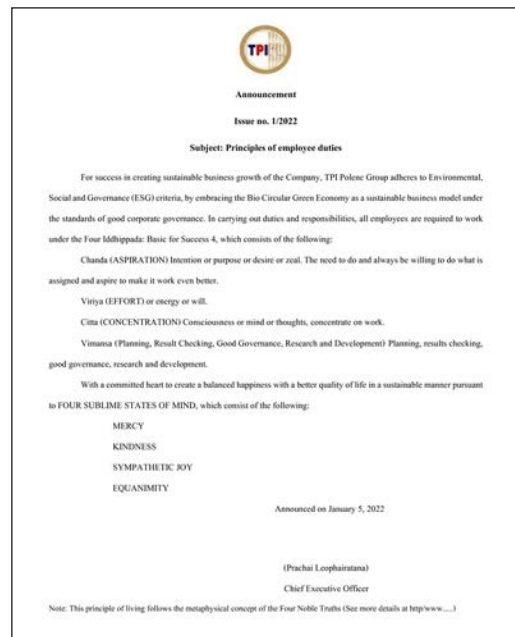 TPI
Announcement
Issue no. 1/2022
Subject: Principles of employee duties
For success in creating sustainable business growth of the Company, TPI Polene Group adheres to Environmental,
Social and Governance (ESG) criteria, by embracing the Bio Circular Green Economy as a sustainable business model under
the standards of good corporate governance. In carrying out duties and responsibilities, all employees are required to work
under the Four Iddhippada: Basic for Success 4, which consists of the following:
Chanda (ASPIRATION) Intention or purpose or desire or zeal. The need to do and always be willing to do what is
assigned and aspire to make it work even better.
Viriya (EFFORT) or energy or will.
Citta (CONCENTRATION) Consciousness or mind or thoughts, concentrate on work.
Vimansa (Planning, Result Checking, Good Governance, Research and Development) Planning, results checking,
good governance, research and development.
With a committed heart to create a balanced happiness with a better quality of life in a sustainable manner pursuant
to FOUR SUBLIME STATES OF MIND, which consist of the following:
MERCY
KINDNESS
SYMPATHETIC JOY
EQUANIMITY
Announced on January 5, 2022
(Prachai Leophairatana)
Chief Executive Officer
Note: This principle of living follows the metaphysical concept of the Four Noble Truths (See more details at http/www.....)